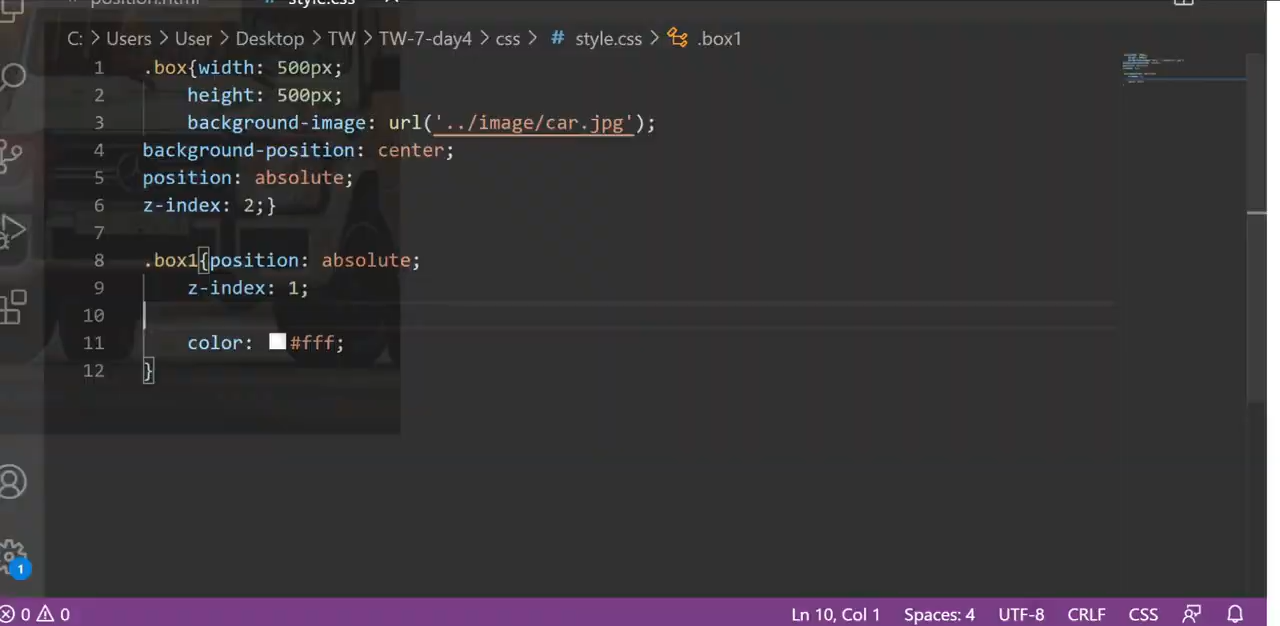 position.html style.css
C: > Users > User > Desktop > TW > TW-7-day4 > css > # style.css > .box1
1 .box{width: 500px;
2 height: 500px;
3 background-image: url('../image/car.jpg');
4 background-position: center;
5 position: absolute;
6 z-index: 2;}
7
8 .box1{position: absolute;
9 z-index: 1;
10
11 color: #fff;
12 }
1
0 0 Ln 10, Col 1 Spaces: 4 UTF-8 CRLF CSS